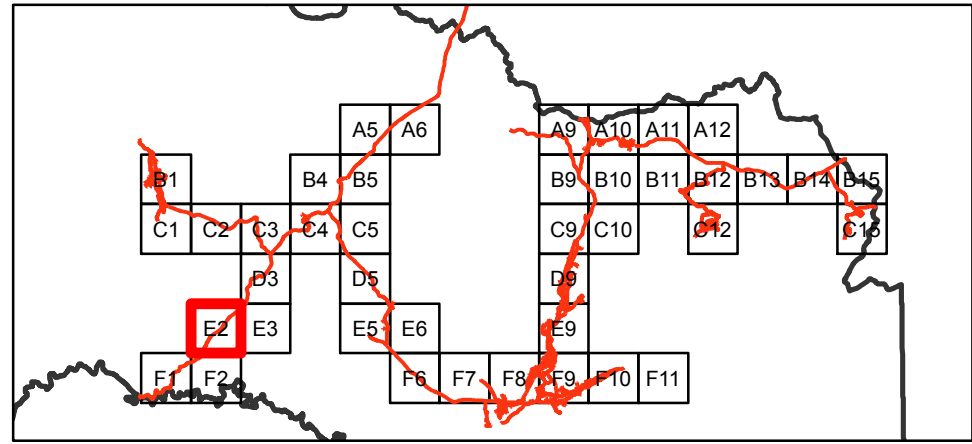 A5 A6 A9 A10 A11 A12
B1 B4 B5 B9 B10 B11 B12 B13 B14 B15
C1 C2 C3 C4 C5 C9 C10 C12 C15
D3 D5 D9
E2 E3 E5 E6 E9
F1 F2 F6 F7 F8 F9 F10 F11